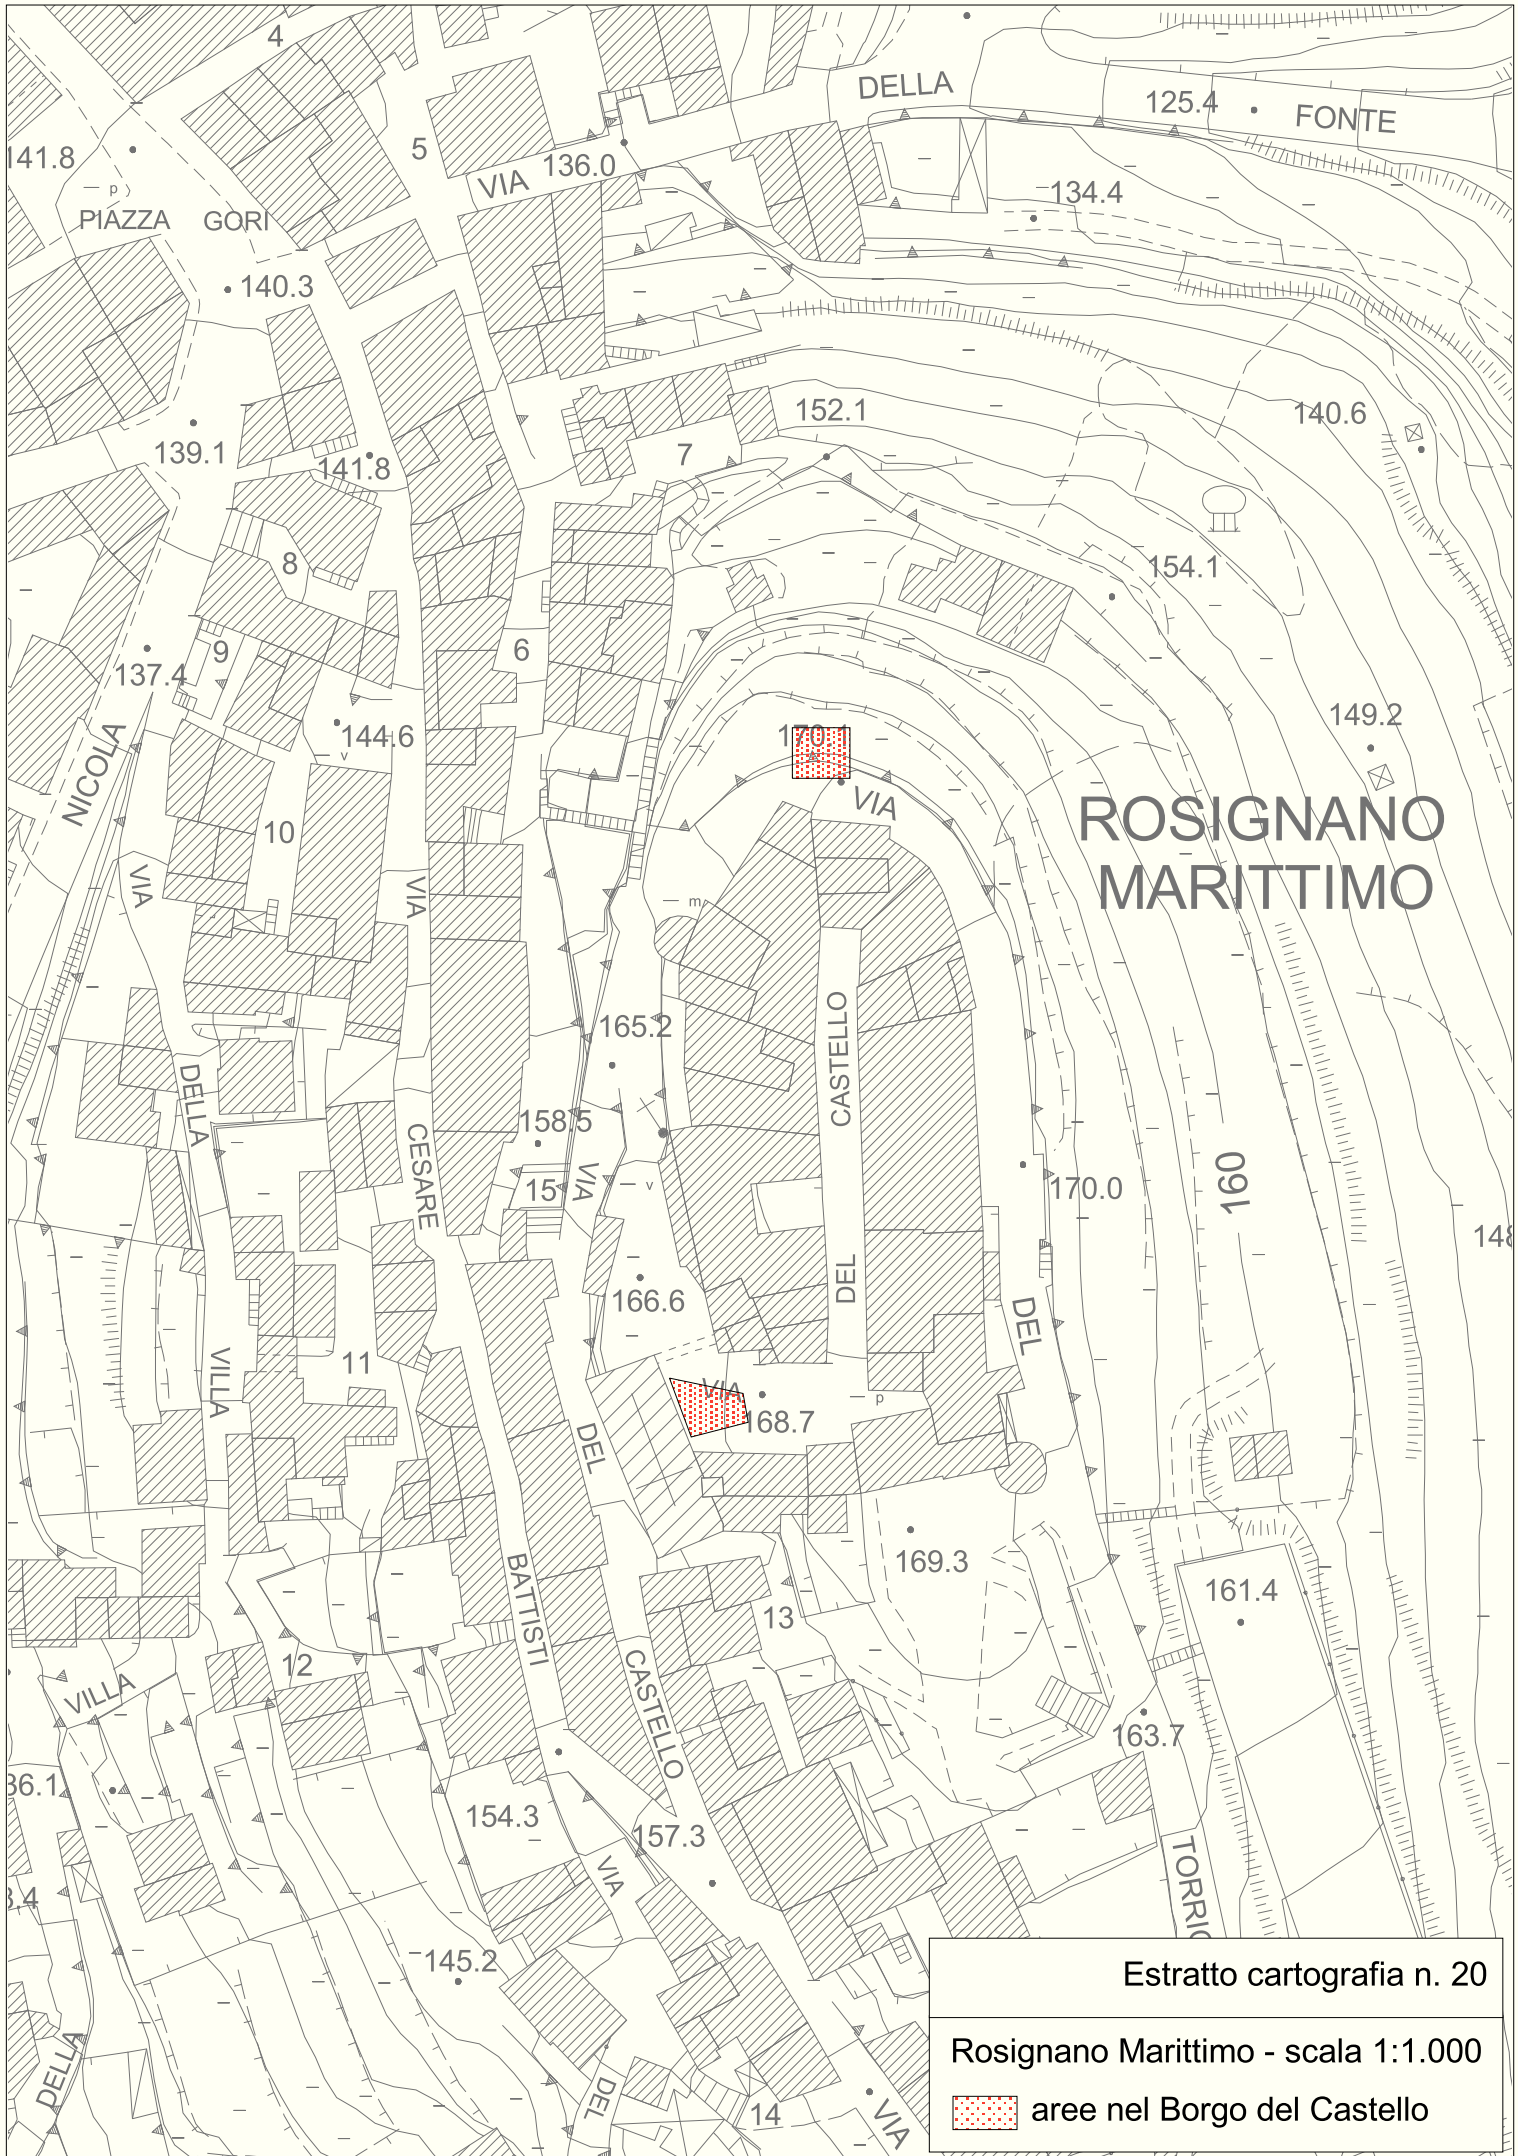 4
DELLA
125.4
FONTE
5
141.8
136.0
VIA
134.4
p
PIAZZA GORI
140.3
152.1
140.6
139.1
141.8
7
8
154.1
6
9
137.4
149.2
NICOLA
144.6
v
170.1
VIA
ROSIGNANO
MARITTIMO
10
VIA
VIA
m
165.2
CASTELLO
DELLA
158.5
CESARE
15
VIA
v
170.0
160
DEL
166.6
DEL
11
VILLA
VIA
p
168.7
DEL
169.3
BATTISTI
161.4
13
12
VILLA
CASTELLO
163.7
154.3
157.3
VIA
145.2
DELLA
DEL
14
VIA
Estratto cartografia n. 20
Rosignano Marittimo - scala 1:1.000
aree nel Borgo del Castello